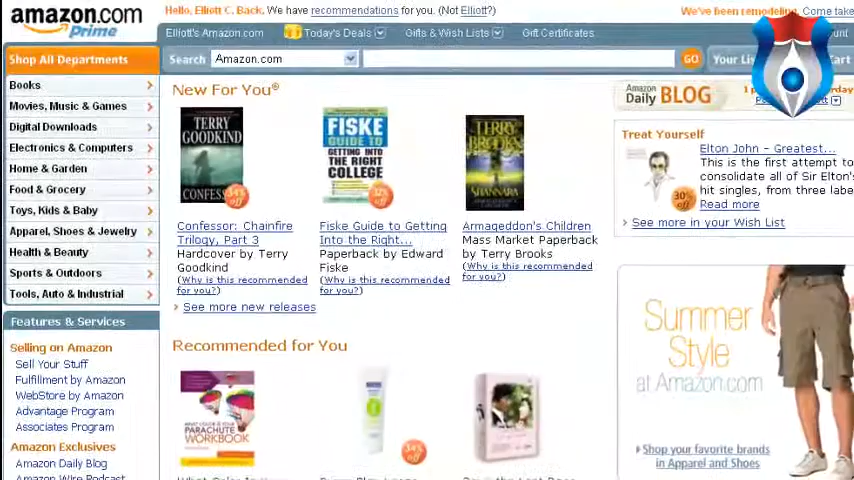 amazon.com
Prime
Hello, Elliott C. Back. We have recommendations for you. (Not Elliott?)
We've been remodeling. Come take
Elliott's Amazon.com
Today's Deals
Gifts & Wish Lists
Gift Certificates
Shop All Departments
Search
Amazon.com
GO
Cart
Books
Movies, Music & Games
Digital Downloads
Electronics & Computers
Home & Garden
Food & Grocery
Toys, Kids & Baby
Apparel, Shoes & Jewelry
Health & Beauty
Sports & Outdoors
Tools, Auto & Industrial
Features & Services
Selling on Amazon
Sell Your Stuff
Fulfillment by Amazon
WebStore by Amazon
Advantage Program
Associates Program
Amazon Exclusives
Amazon Daily Blog
Amazon Wire Podcast
New For You®
TERRY
GOODKIND
34%
off
FISKE
GUIDE TO
GETTING
INTO THE
RIGHT
COLLEGE
32%
off
TERRY
BROOKS
SHANNARA
Confessor: Chainfire
Trilogy, Part 3
Hardcover by Terry
Goodkind
(Why is this recommended
for you?)
Fiske Guide to Getting
Into the Right...
Paperback by Edward
Fiske
(Why is this recommended
for you?)
Armageddon's Children
Mass Market Paperback
by Terry Brooks
(Why is this recommended
for you?)
See more new releases
Recommended for You
PARACHUTE
WORKBOOK
34%
off
Amazon
Daily BLOG
Treat Yourself
30%
off
Elton John - Greatest...
This is the first attempt to
consolidate all of Sir Elton's
hit singles, from three labe
Read more
See more in your Wish List
Summer
Style
at Amazon.com
Shop your favorite brands
in Apparel and Shoes